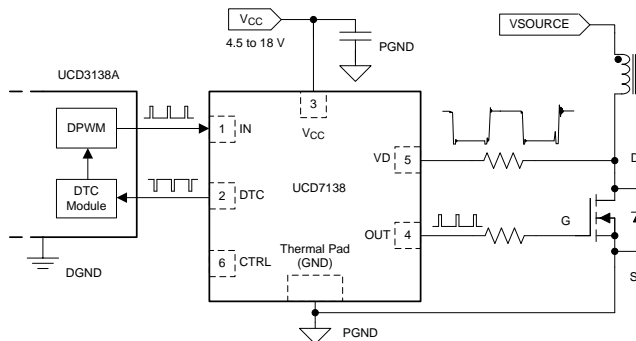 VCC
4.5 to 18 V
PGND
VSOURCE
UCD3138A
DPWM
DTC
Module
DGND
3
VCC
1
IN
2
DTC
6
CTRL
UCD7138
VD
5
OUT
4
Thermal Pad
(GND)
PGND
D
G
S